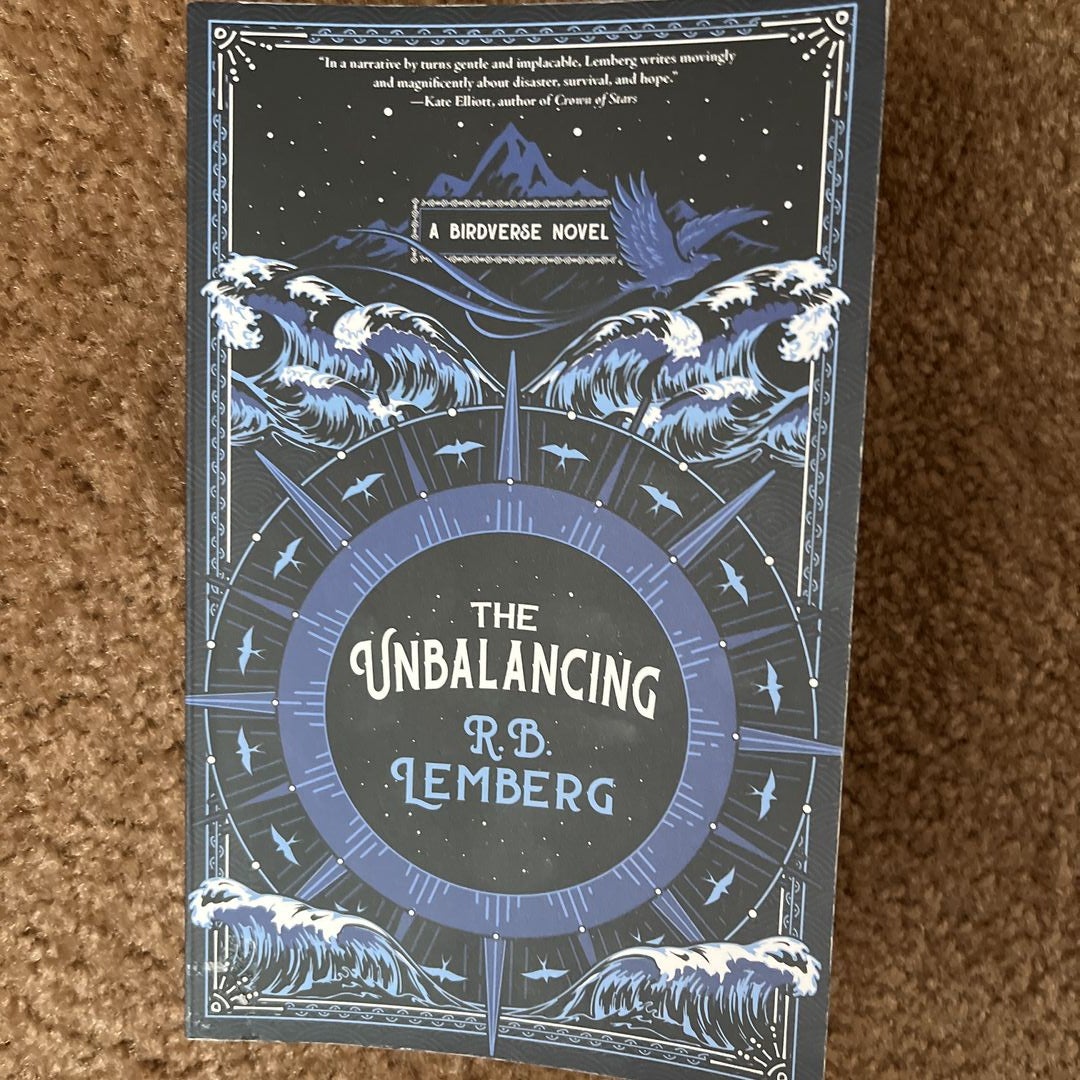 "In a narrative by turns gentle and implacable, Lemberg writes movingly
and magnificently about disaster, survival, and hope."
—Kate Elliott, author of Crown of Stars
A BIRDVERSE NOVEL
THE
UNBALANCING
R.B.
LEMBERG